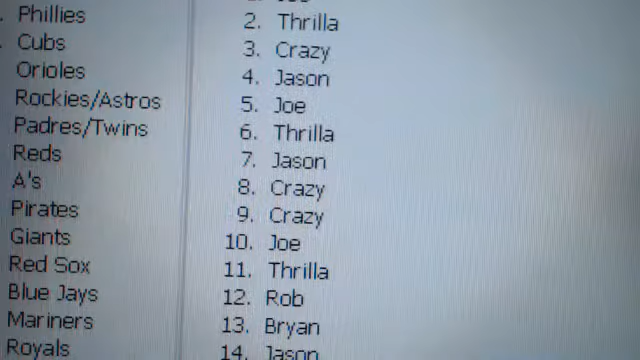 Phillies
Cubs
Orioles
Rockies/Astros
Padres/Twins
Reds
A's
Pirates
Giants
Red Sox
Blue Jays
Mariners
Royals
2. Thrilla
3. Crazy
4. Jason
5. Joe
6. Thrilla
7. Jason
8. Crazy
9. Crazy
10. Joe
11. Thrilla
12. Rob
13. Bryan
14. Jason